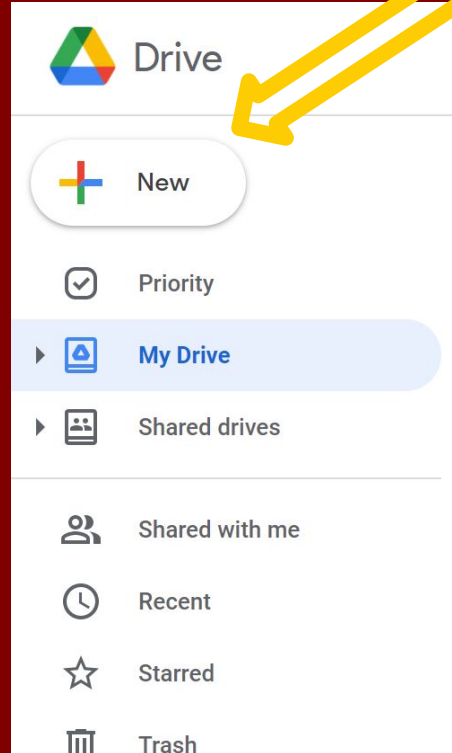 Drive
New
Priority
My Drive
Shared drives
Shared with me
Recent
Starred
Trash